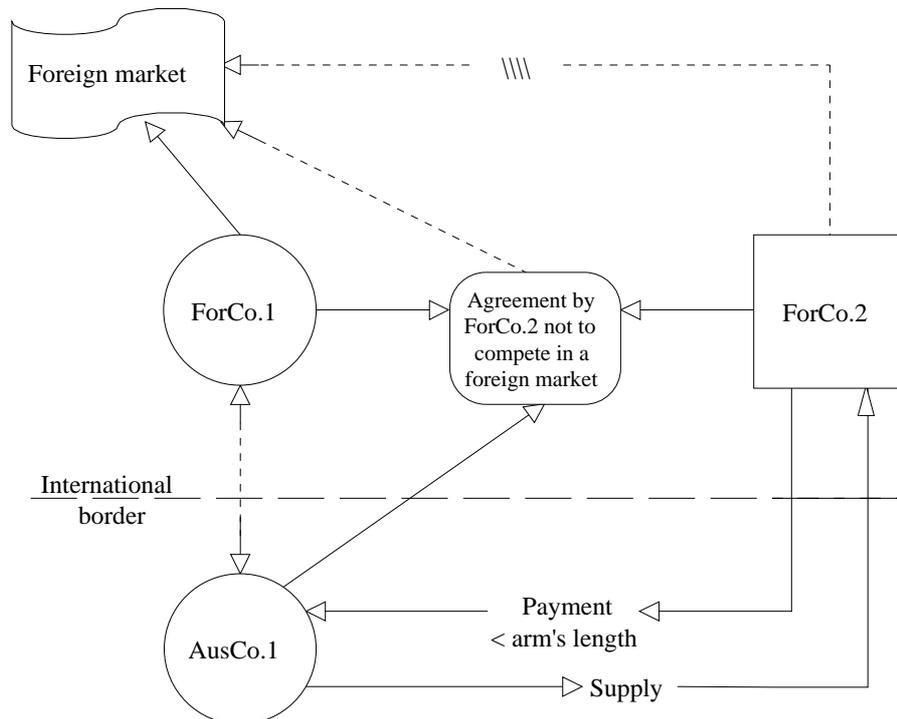 Foreign market
ForCo.1
Agreement by
ForCo.2 not to
compete in a
foreign market
ForCo.2
International
border
Payment
< arm's length
AusCo.1
Supply